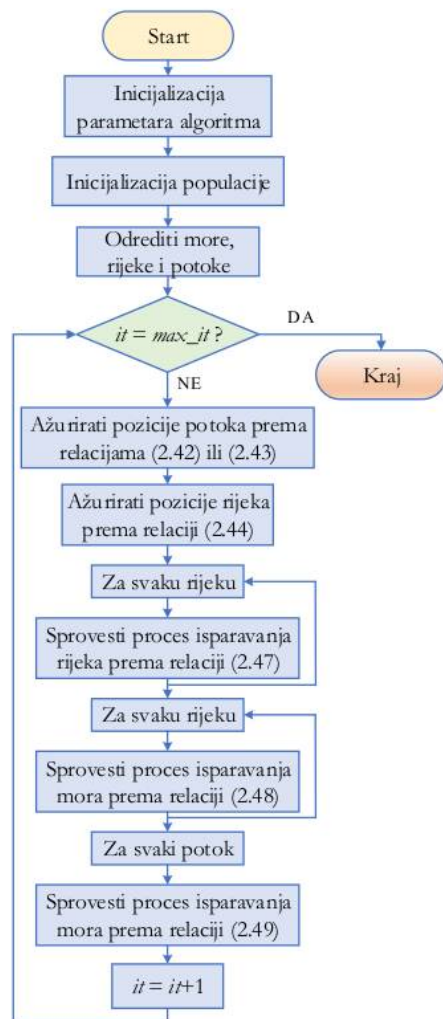 Start
Inicijalizacija
parametara algoritma
Inicijalizacija populacije
Odrediti more,
rijeke i potoke
it = max_it ?
DA
Kraj
NE
Ažurirati pozicije potoka prema
relacijama (2.42) ili (2.43)
Ažurirati pozicije rijeka
prema relaciji (2.44)
Za svaku rijeku
Sprovesti proces isparavanja
rijeka prema relaciji (2.47)
Za svaku rijeku
Sprovesti proces isparavanja
mora prema relaciji (2.48)
Za svaki potok
Sprovesti proces isparavanja
mora prema relaciji (2.49)
it = it+1